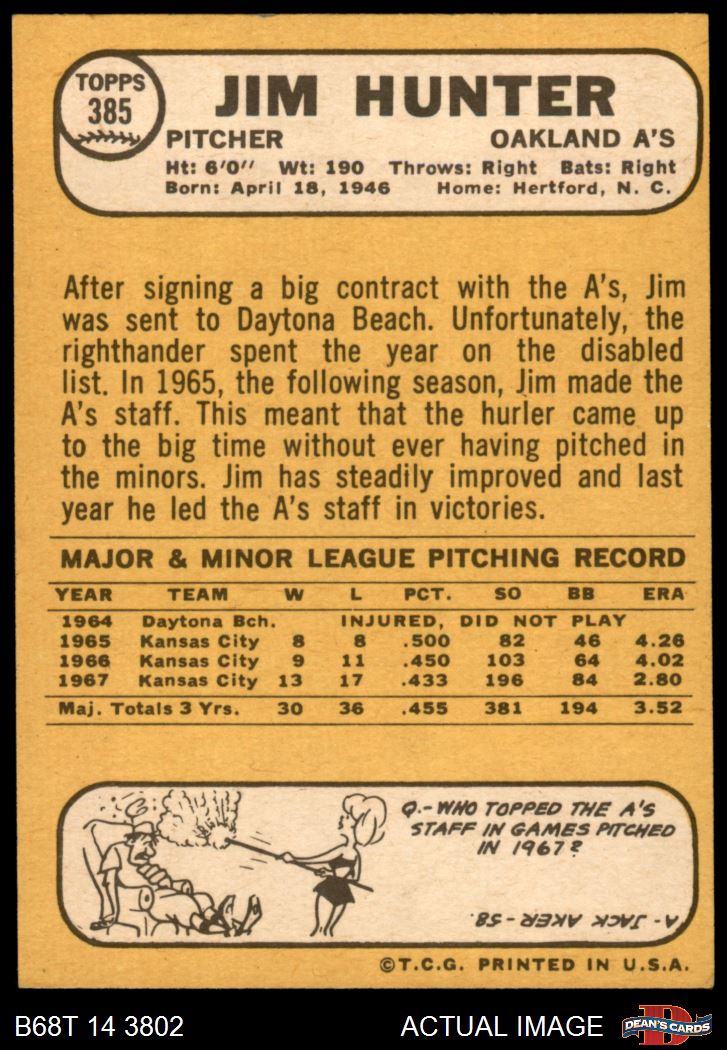 TOPPS
385
JIM HUNTER
PITCHER OAKLAND A'S
Ht: 6'0" Wt: 190 Throws: Right Bats: Right
Born: April 18, 1946 Home: Hertford, N. C.
After signing a big contract with the A's, Jim
was sent to Daytona Beach. Unfortunately, the
righthander spent the year on the disabled
list. In 1965, the following season, Jim made the
A's staff. This meant that the hurler came up
to the big time without ever having pitched in
the minors. Jim has steadily improved and last
year he led the A's staff in victories.
MAJOR & MINOR LEAGUE PITCHING RECORD
YEAR TEAM W L PCT. SO BB ERA
1964 Daytona Bch. INJURED, DID NOT PLAY
1965 Kansas City 8 8 .500 82 46 4.26
1966 Kansas City 9 11 .450 103 64 4.02
1967 Kansas City 13 17 .433 196 84 2.80
Maj. Totals 3 Yrs. 30 36 .455 381 194 3.52
Q.-WHO TOPPED THE A'S
STAFF IN GAMES PITCHED
IN 1967?
A - JACK AKER - 58.
©T.C.G. PRINTED IN U.S.A.
B68T 14 3802 ACTUAL IMAGE
D
DEAN'S CARDS